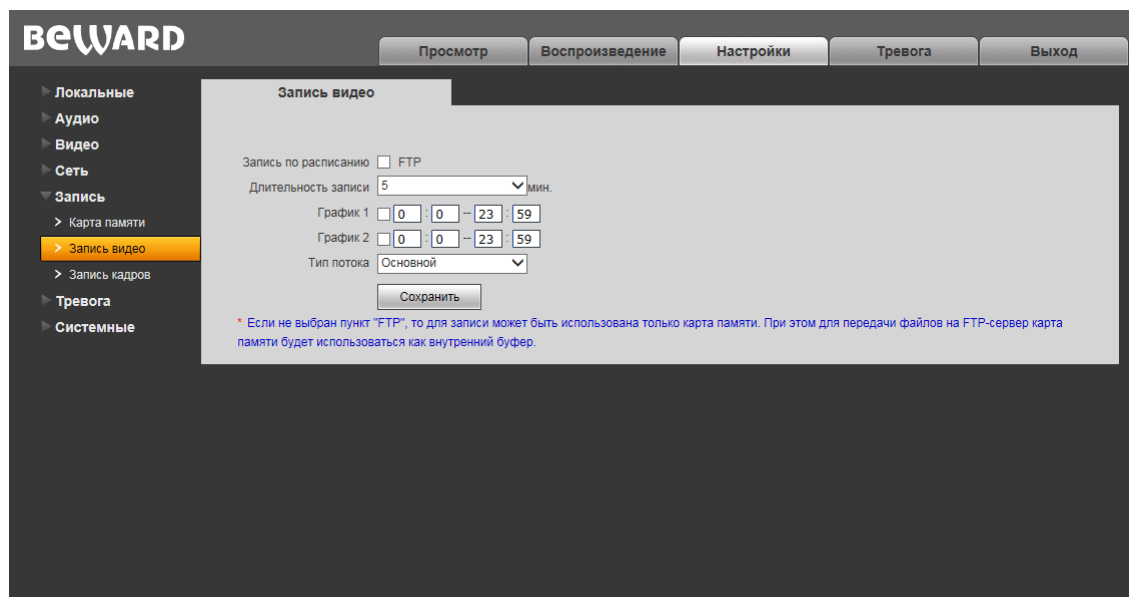 BEWARD
Просмотр Воспроизведение Настройки Тревога Выход
Локальные
Аудио
Видео
Сеть
Запись
> Карта памяти
> Запись видео
> Запись кадров
Тревога
Системные
Запись видео
Запись по расписанию FTP
Длительность записи 5 мин.
График 1 0 : 0 -- 23 : 59
График 2 0 : 0 -- 23 : 59
Тип потока Основной
Сохранить
* Если не выбран пункт "FTP", то для записи может быть использована только карта памяти. При этом для передачи файлов на FTP-сервер карта
памяти будет использоваться как внутренний буфер.